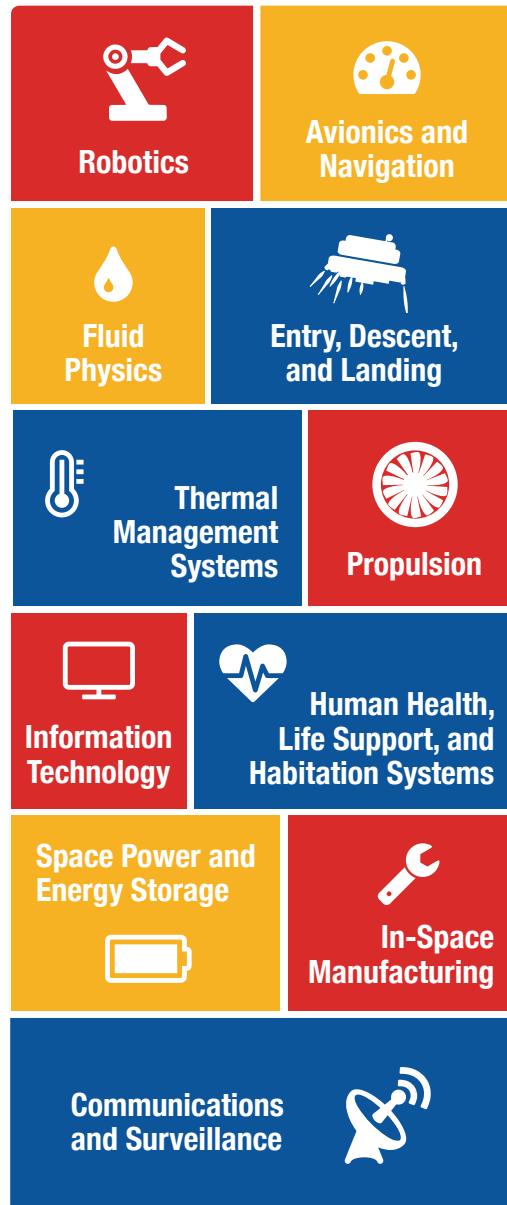 Robotics
Avionics and
Navigation
Fluid
Physics
Entry, Descent,
and Landing
Thermal
Management
Systems
Propulsion
Information
Technology
Human Health,
Life Support, and
Habitation Systems
Space Power and
Energy Storage
In-Space
Manufacturing
Communications
and Surveillance